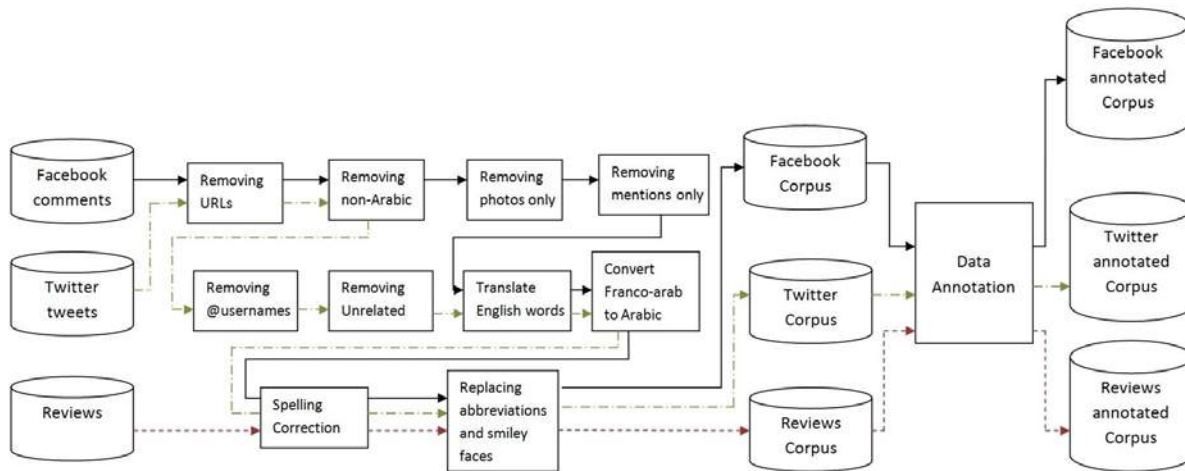 Facebook
annotated
Corpus
Facebook
comments
Removing
URLs
Removing
non-Arabic
Removing
photos only
Removing
mentions only
Facebook
Corpus
Twitter
tweets
Removing
@usernames
Removing
Unrelated
Translate
English words
Convert
Franco-arab
to Arabic
Twitter
Corpus
Data
Annotation
Twitter
annotated
Corpus
Reviews
Spelling
Correction
Replacing
abbreviations
and smiley
faces
Reviews
Corpus
Reviews
annotated
Corpus